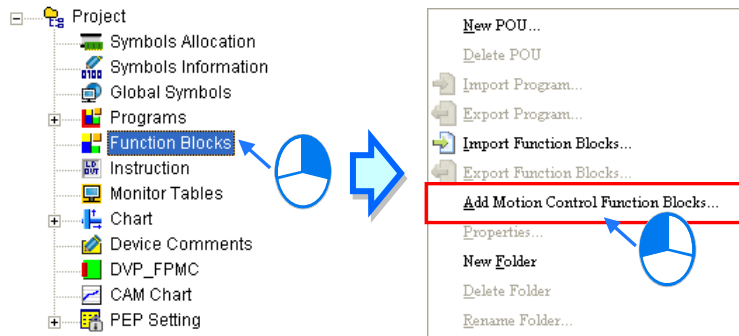 Project
Symbols Allocation
Symbols Information
Global Symbols
Programs
Function Blocks
Instruction
Monitor Tables
Chart
Device Comments
DVP_FPMC
CAM Chart
PEP Setting
New POU...
Delete POU
Import Program...
Export Program...
Import Function Blocks...
Export Function Blocks...
Add Motion Control Function Blocks...
Properties...
New Folder
Delete Folder
Rename Folder...